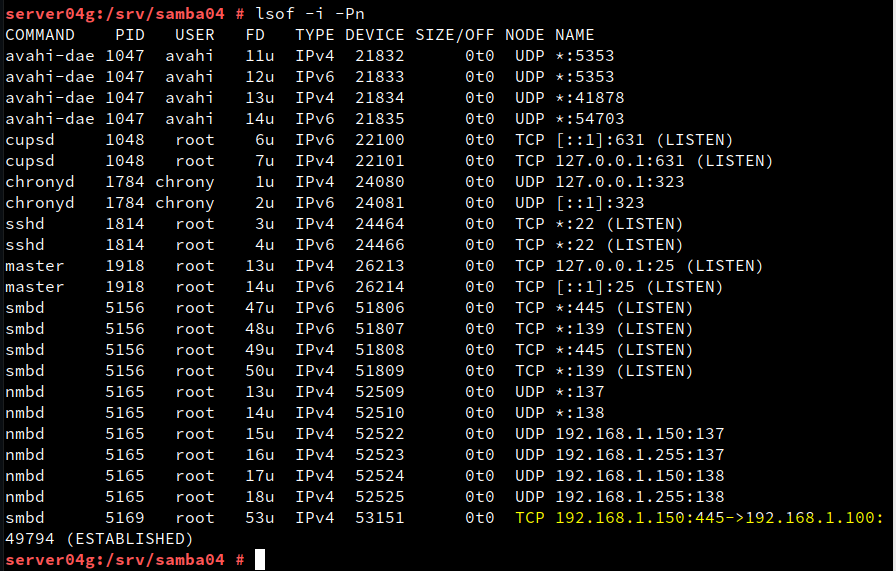 server04g:/srv/samba04 # lsof -i -Pn
COMMAND    PID   USER   FD   TYPE DEVICE SIZE/OFF NODE NAME
avahi-dae 1047  avahi   11u  IPv4  21832      0t0  UDP *:5353
avahi-dae 1047  avahi   12u  IPv6  21833      0t0  UDP *:5353
avahi-dae 1047  avahi   13u  IPv4  21834      0t0  UDP *:41878
avahi-dae 1047  avahi   14u  IPv6  21835      0t0  UDP *:54703
cupsd     1048   root    6u  IPv6  22100      0t0  TCP [::1]:631 (LISTEN)
cupsd     1048   root    7u  IPv4  22101      0t0  TCP 127.0.0.1:631 (LISTEN)
chronyd   1784 chrony    1u  IPv4  24080      0t0  UDP 127.0.0.1:323
chronyd   1784 chrony    2u  IPv6  24081      0t0  UDP [::1]:323
sshd      1814   root    3u  IPv4  24464      0t0  TCP *:22 (LISTEN)
sshd      1814   root    4u  IPv6  24466      0t0  TCP *:22 (LISTEN)
master    1918   root   13u  IPv4  26213      0t0  TCP 127.0.0.1:25 (LISTEN)
master    1918   root   14u  IPv6  26214      0t0  TCP [::1]:25 (LISTEN)
smbd      5156   root   47u  IPv6  51806      0t0  TCP *:445 (LISTEN)
smbd      5156   root   48u  IPv6  51807      0t0  TCP *:139 (LISTEN)
smbd      5156   root   49u  IPv4  51808      0t0  TCP *:445 (LISTEN)
smbd      5156   root   50u  IPv4  51809      0t0  TCP *:139 (LISTEN)
nmbd      5165   root   13u  IPv4  52509      0t0  UDP *:137
nmbd      5165   root   14u  IPv4  52510      0t0  UDP *:138
nmbd      5165   root   15u  IPv4  52522      0t0  UDP 192.168.1.150:137
nmbd      5165   root   16u  IPv4  52523      0t0  UDP 192.168.1.255:137
nmbd      5165   root   17u  IPv4  52524      0t0  UDP 192.168.1.150:138
nmbd      5165   root   18u  IPv4  52525      0t0  UDP 192.168.1.255:138
smbd      5169   root   53u  IPv4  53151      0t0  TCP 192.168.1.150:445->192.168.1.100:
49794 (ESTABLISHED)
server04g:/srv/samba04 #